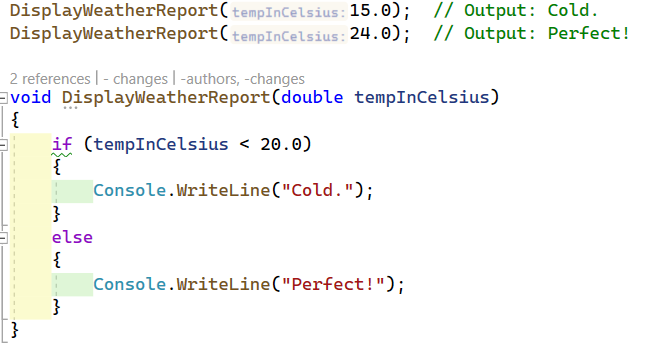 DisplayWeatherReport(tempInCelsius:15.0);  // Output: Cold.
DisplayWeatherReport(tempInCelsius:24.0);  // Output: Perfect!
2 references | - changes | -authors, -changes
void DisplayWeatherReport(double tempInCelsius)
{
    if (tempInCelsius < 20.0)
    {
        Console.WriteLine("Cold.");
    }
    else
    {
        Console.WriteLine("Perfect!");
    }
}